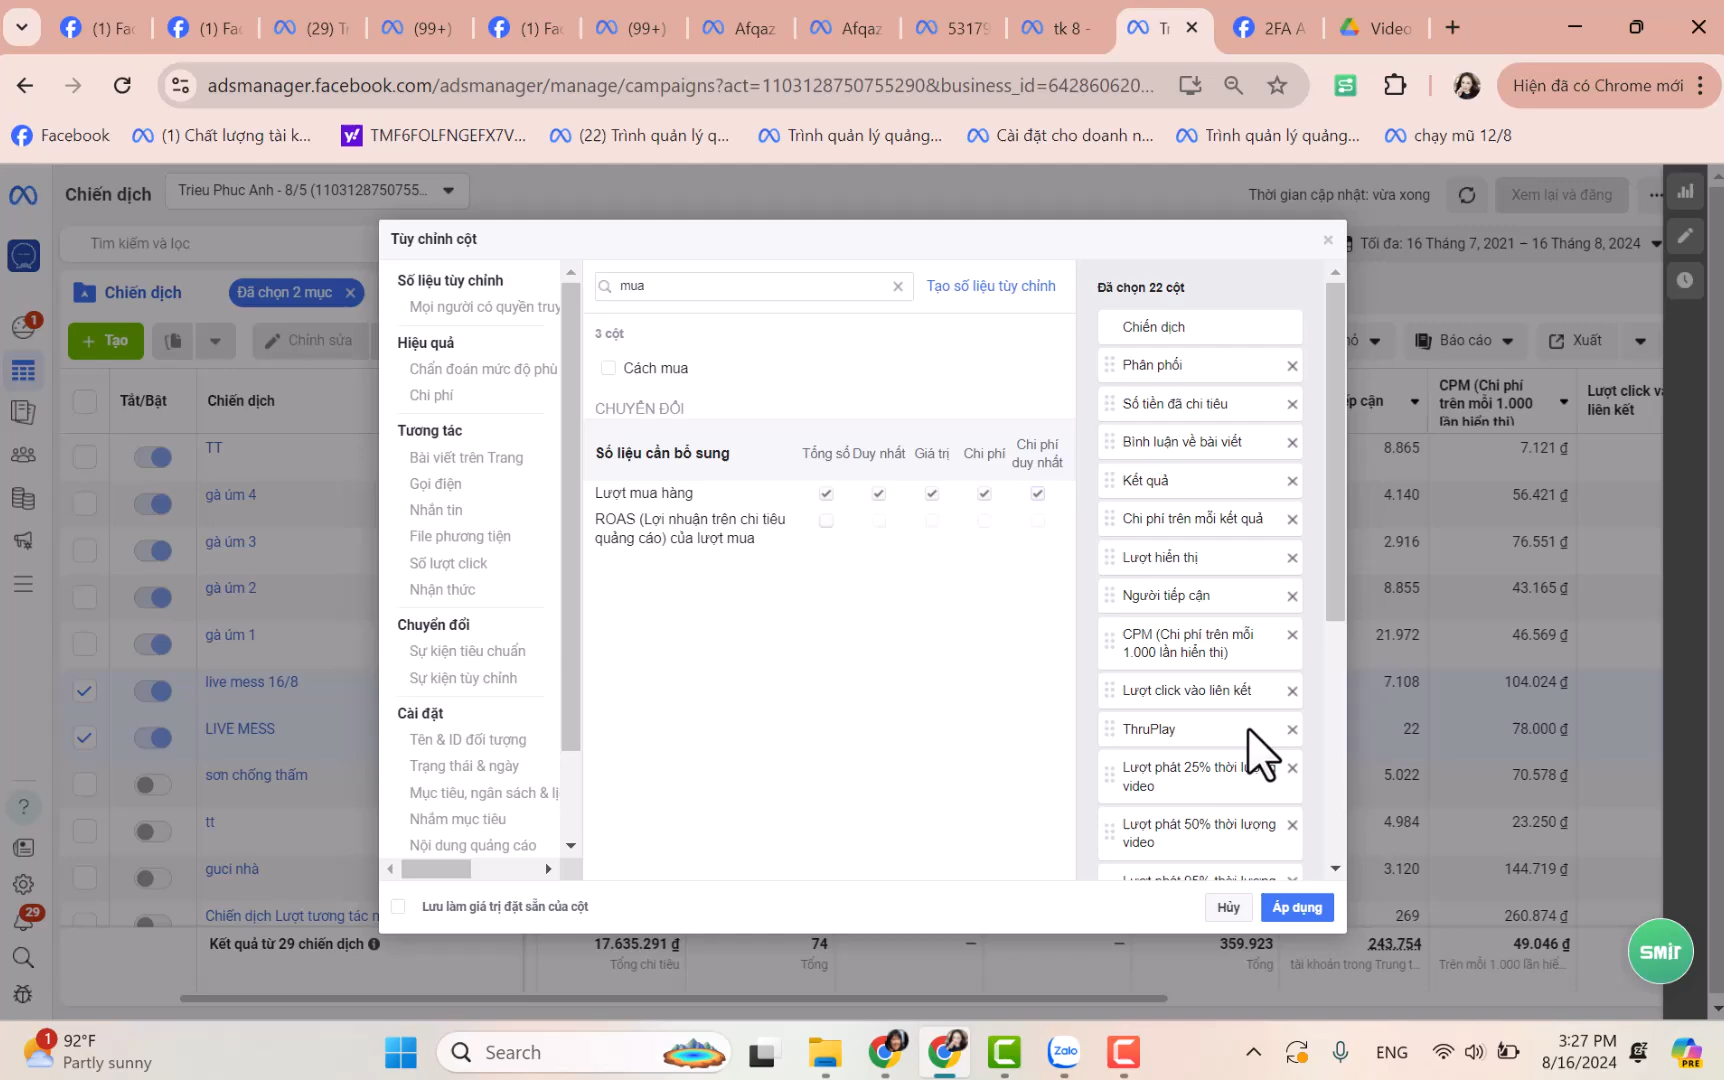 (1) Fac
(1) Fac
(29) Tr
(99+)
(1) Fac
(99+)
Afqaz
Afqaz
53179
tk 8 -
Tr
2FA A
Video
adsmanager.facebook.com/adsmanager/manage/campaigns?act=1103128750755290&business_id=642860620...
Hiện đã có Chrome mới
Facebook
(1) Chất lượng tài k...
TMF6FOLFNGEFX7V...
(22) Trình quản lý q...
Trình quản lý quảng...
Cài đặt cho doanh n...
Trình quản lý quảng...
chạy mũ 12/8
Chiến dịch
Trieu Phuc Anh - 8/5 (110312875075​5...
Thời gian cập nhật: vừa xong
Xem lại và đăng
Tìm kiếm và lọc
Tối đa: 16 Tháng 7, 2021 – 16 Tháng 8, 2024
Chiến dịch
Đã chọn 2 mục
+ Tạo
Chỉnh sửa
Báo cáo
Xuất
Tắt/Bật
Chiến dịch
CPM (Chi phí
trên mỗi 1.000
lần hiển thị)
Lượt click và
liên kết
TT
8.865
7.121 ₫
gà úm 4
4.140
56.421 ₫
gà úm 3
2.916
76.551 ₫
gà úm 2
8.855
43.165 ₫
gà úm 1
21.972
46.569 ₫
live mess 16/8
7.108
104.024 ₫
LIVE MESS
22
78.000 ₫
sơn chống thấm
5.022
70.578 ₫
tt
4.984
23.250 ₫
guci nhà
3.120
144.719 ₫
Chiến dịch Lượt tương tác n
269
260.874 ₫
Kết quả từ 29 chiến dịch
17.635.291 ₫
74
—
—
359.923
243.754
49.046 ₫
Tổng chi tiêu
Tổng
Tổng
tài khoản trong Trung t...
Trên mỗi 1.000 lần hiể...
Tùy chỉnh cột
Số liệu tùy chỉnh
Mọi người có quyền truy
Hiệu quả
Chẩn đoán mức độ phù
Chi phí
Tương tác
Bài viết trên Trang
Gọi điện
Nhắn tin
File phương tiện
Số lượt click
Nhận thức
Chuyển đổi
Sự kiện tiêu chuẩn
Sự kiện tùy chỉnh
Cài đặt
Tên & ID đối tượng
Trạng thái & ngày
Mục tiêu, ngân sách & lị
Nhắm mục tiêu
Nội dung quảng cáo
mua
Tạo số liệu tùy chỉnh
3 cột
Cách mua
CHUYỂN ĐỔI
Số liệu cần bổ sung
Tổng số
Duy nhất
Giá trị
Chi phí
Chi phí
duy nhất
Lượt mua hàng
ROAS (Lợi nhuận trên chi tiêu
quảng cáo) của lượt mua
Đã chọn 22 cột
Chiến dịch
Phân phối
Số tiền đã chi tiêu
Bình luận về bài viết
Kết quả
Chi phí trên mỗi kết quả
Lượt hiển thị
Người tiếp cận
CPM (Chi phí trên mỗi
1.000 lần hiển thị)
Lượt click vào liên kết
ThruPlay
Lượt phát 25% thời
video
Lượt phát 50% thời lượng
video
Lưu làm giá trị đặt sẵn của cột
Hủy
Áp dụng
1
29
SMIT
1
92°F
Partly sunny
Search
Zalo
ENG
3:27 PM
8/16/2024
PRE